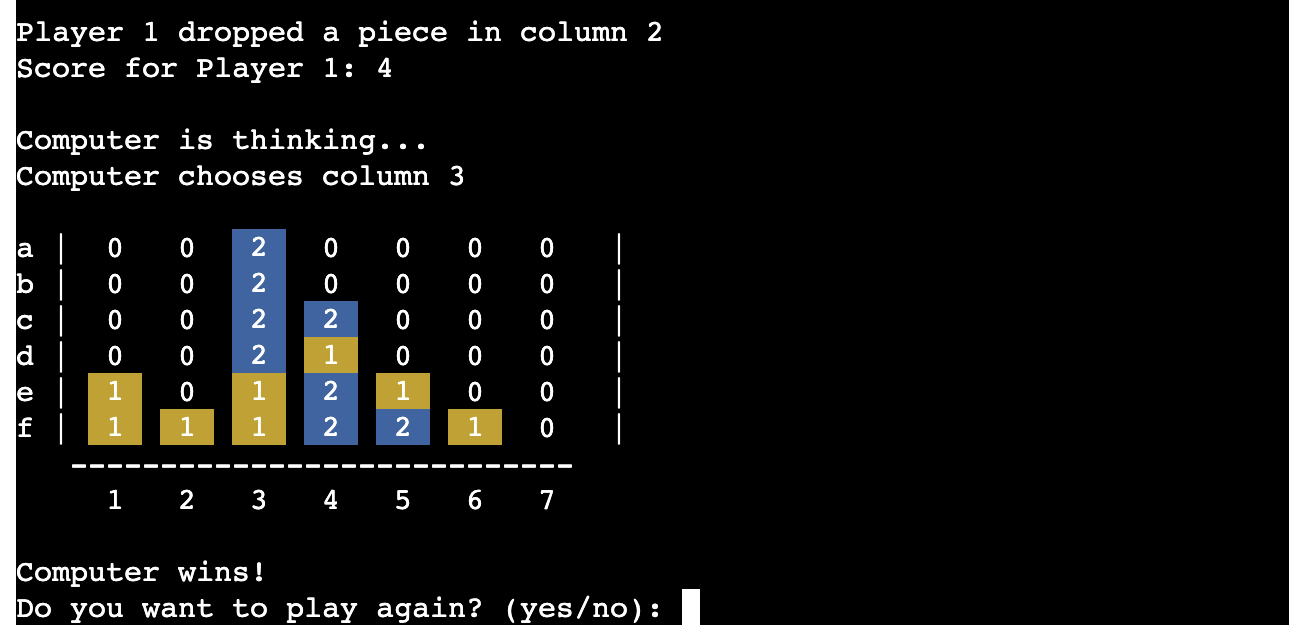 Player 1 dropped a piece in column 2
Score for Player 1: 4
Computer is thinking...
Computer chooses column 3
a | 0 0 2 0 0 0 0 |
b | 0 0 2 0 0 0 0 |
c | 0 0 2 2 0 0 0 |
d | 0 0 2 1 0 0 0 |
e | 1 0 1 2 1 0 0 |
f | 1 1 1 2 2 1 0 |
----------------------------
1 2 3 4 5 6 7
Computer wins!
Do you want to play again? (yes/no):